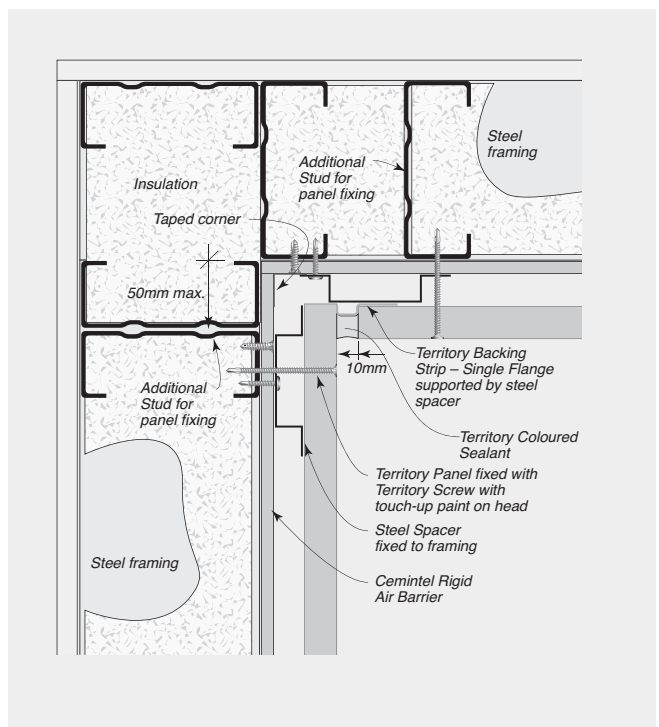 Steel
framing
Additional
Stud for
panel fixing
Insulation
Taped corner
50mm max.
10mm
Territory Backing
Strip – Single Flange
supported by steel
spacer
Additional
Stud for
panel fixing
Territory Coloured
Sealant
Territory Panel fixed with
Territory Screw with
touch-up paint on head
Steel Spacer
fixed to framing
Steel framing
Cemintel Rigid
Air Barrier